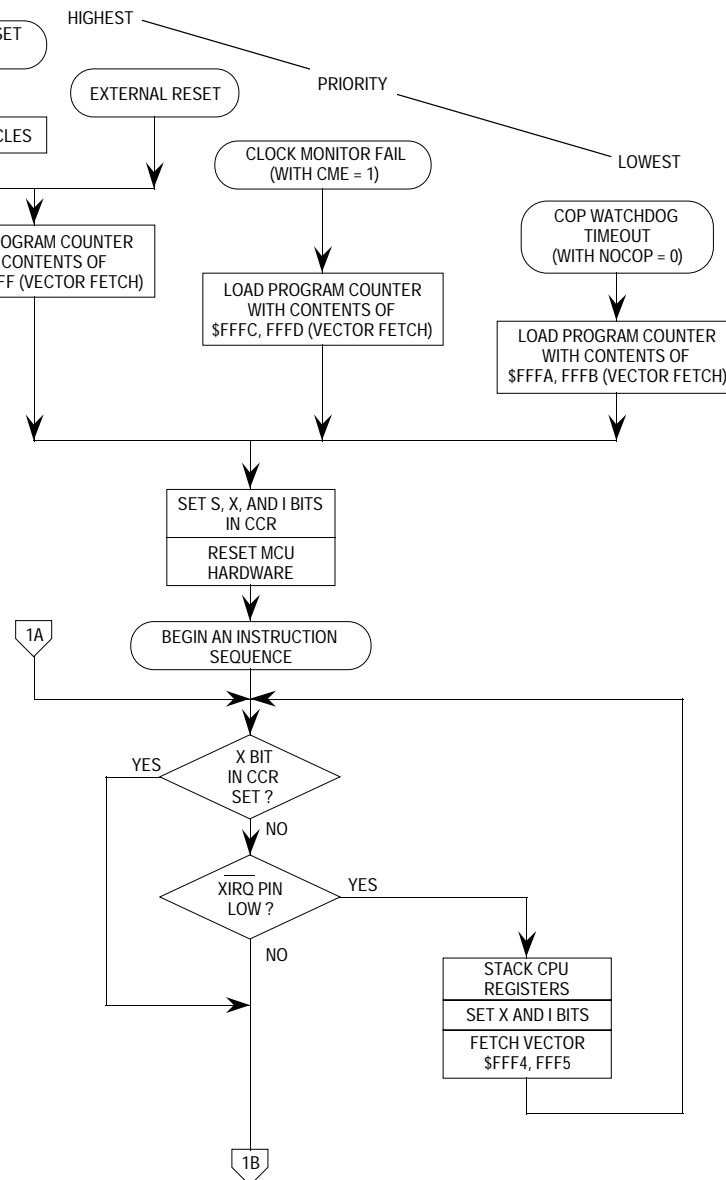 HIGHEST
SET
EXTERNAL RESET
PRIORITY
CLES
CLOCK MONITOR FAIL
(WITH CME = 1)
LOWEST
COP WATCHDOG
TIMEOUT
(WITH NOCOP = 0)
OGRAM COUNTER
CONTENTS OF
FF (VECTOR FETCH)
LOAD PROGRAM COUNTER
WITH CONTENTS OF
$FFFC, FFFD (VECTOR FETCH)
LOAD PROGRAM COUNTER
WITH CONTENTS OF
$FFFA, FFFB (VECTOR FETCH)
SET S, X, AND I BITS
IN CCR
RESET MCU
HARDWARE
1A
BEGIN AN INSTRUCTION
SEQUENCE
YES
X BIT
IN CCR
SET ?
NO
XIRQ PIN
LOW ?
YES
NO
STACK CPU
REGISTERS
SET X AND I BITS
FETCH VECTOR
$FFF4, FFF5
1B